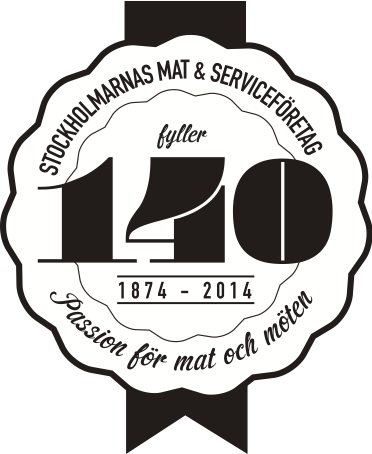 STOCKHOLMARNAS MAT & SERVICEFÖRETAG
fyller
140
1874 - 2014
Passion för mat och möten